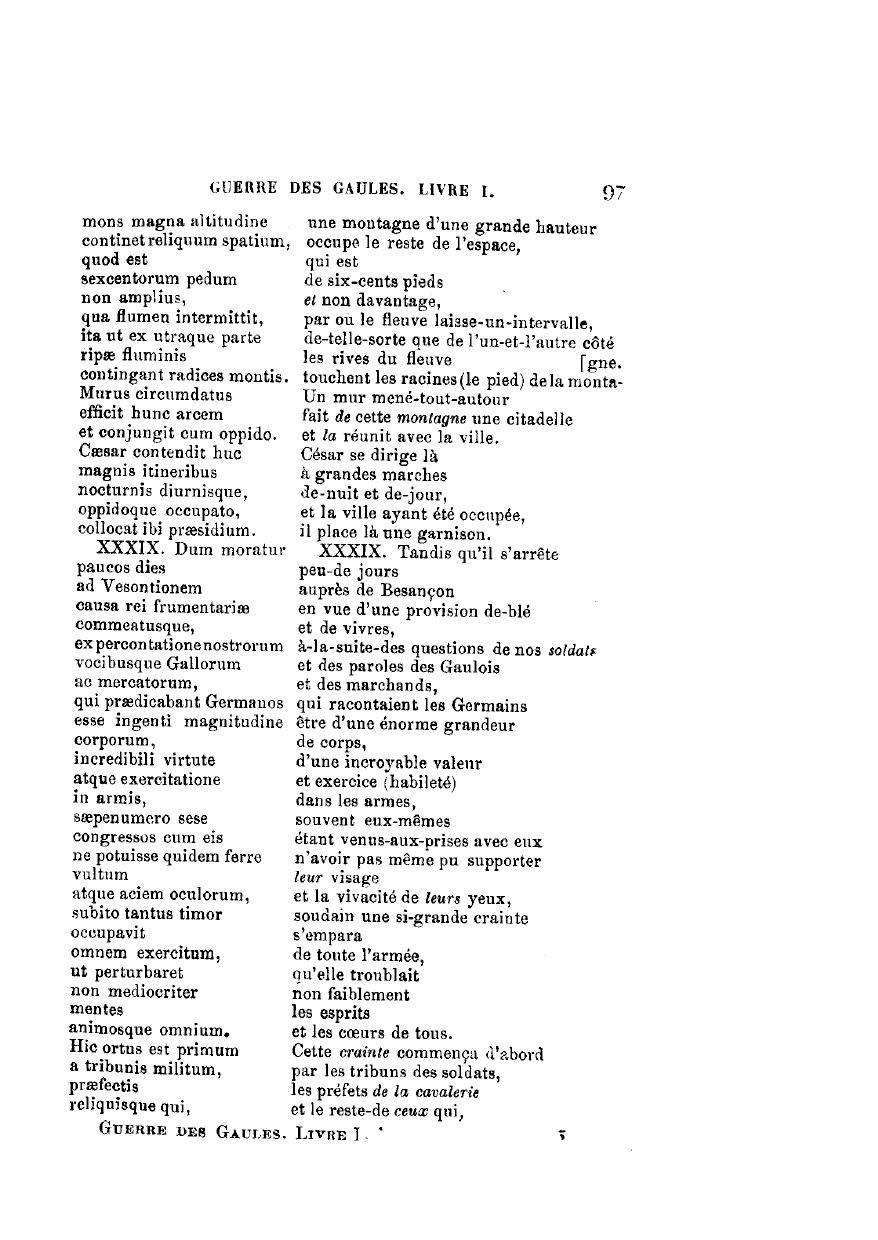 GUERRE DES GAULES. LIVRE I. 97
mons magna altitudine une montagne d'une grande hauteur
continet reliquum spatium, occupe le reste de l'espace,
quod est qui est
sexcentorum pedum de six-cents pieds
non amplius, et non davantage,
qua flumen intermittit, par où le fleuve laisse-un-intervalle,
ita ut ex utraque parte de-telle-sorte que de l'un-et-l'autre côté
ripæ fluminis les rives du fleuve [gne.
contingant radices montis. touchent les racines (le pied) de la monta-
Murus circumdatus Un mur mené-tout-autour
efficit hunc arcem fait de cette montagne une citadelle
et conjungit cum oppido. et la réunit avec la ville.
Cæsar contendit huc César se dirige là
magnis itineribus à grandes marches
nocturnis diurnisque, de-nuit et de-jour,
oppidoque occupato, et la ville ayant été occupée,
collocat ibi præsidium. il place là une garnison.
XXXIX. Dum moratur XXXIX. Tandis qu'il s'arrête
paucos dies peu-de jours
ad Vesontionem auprès de Besançon
causa rei frumentariæ en vue d'une provision de-blé
commeatusque, et de vivres,
ex percontatione nostrorum à-la-suite-des questions de nos soldats
vocibusque Gallorum et des paroles des Gaulois
ac mercatorum, et des marchands,
qui prædicabant Germanos qui racontaient les Germains
esse ingenti magnitudine être d'une énorme grandeur
corporum, de corps,
incredibili virtute d'une incroyable valeur
atque exercitatione et exercice (habileté)
in armis, dans les armes,
sæpenumero sese souvent eux-mêmes
congressos cum eis étant venus-aux-prises avec eux
ne potuisse quidem ferre n'avoir pas même pu supporter
vultum leur visage
atque aciem oculorum, et la vivacité de leurs yeux,
subito tantus timor soudain une si-grande crainte
occupavit s'empara
omnem exercitum, de toute l'armée,
ut perturbaret qu'elle troublait
non mediocriter non faiblement
mentes les esprits
animosque omnium. et les cœurs de tous.
Hic ortus est primum Cette crainte commença d'abord
a tribunis militum, par les tribuns des soldats,
præfectis les préfets de la cavalerie
reliquisque qui, et le reste-de ceux qui,
GUERRE DES GAULES. LIVRE I.